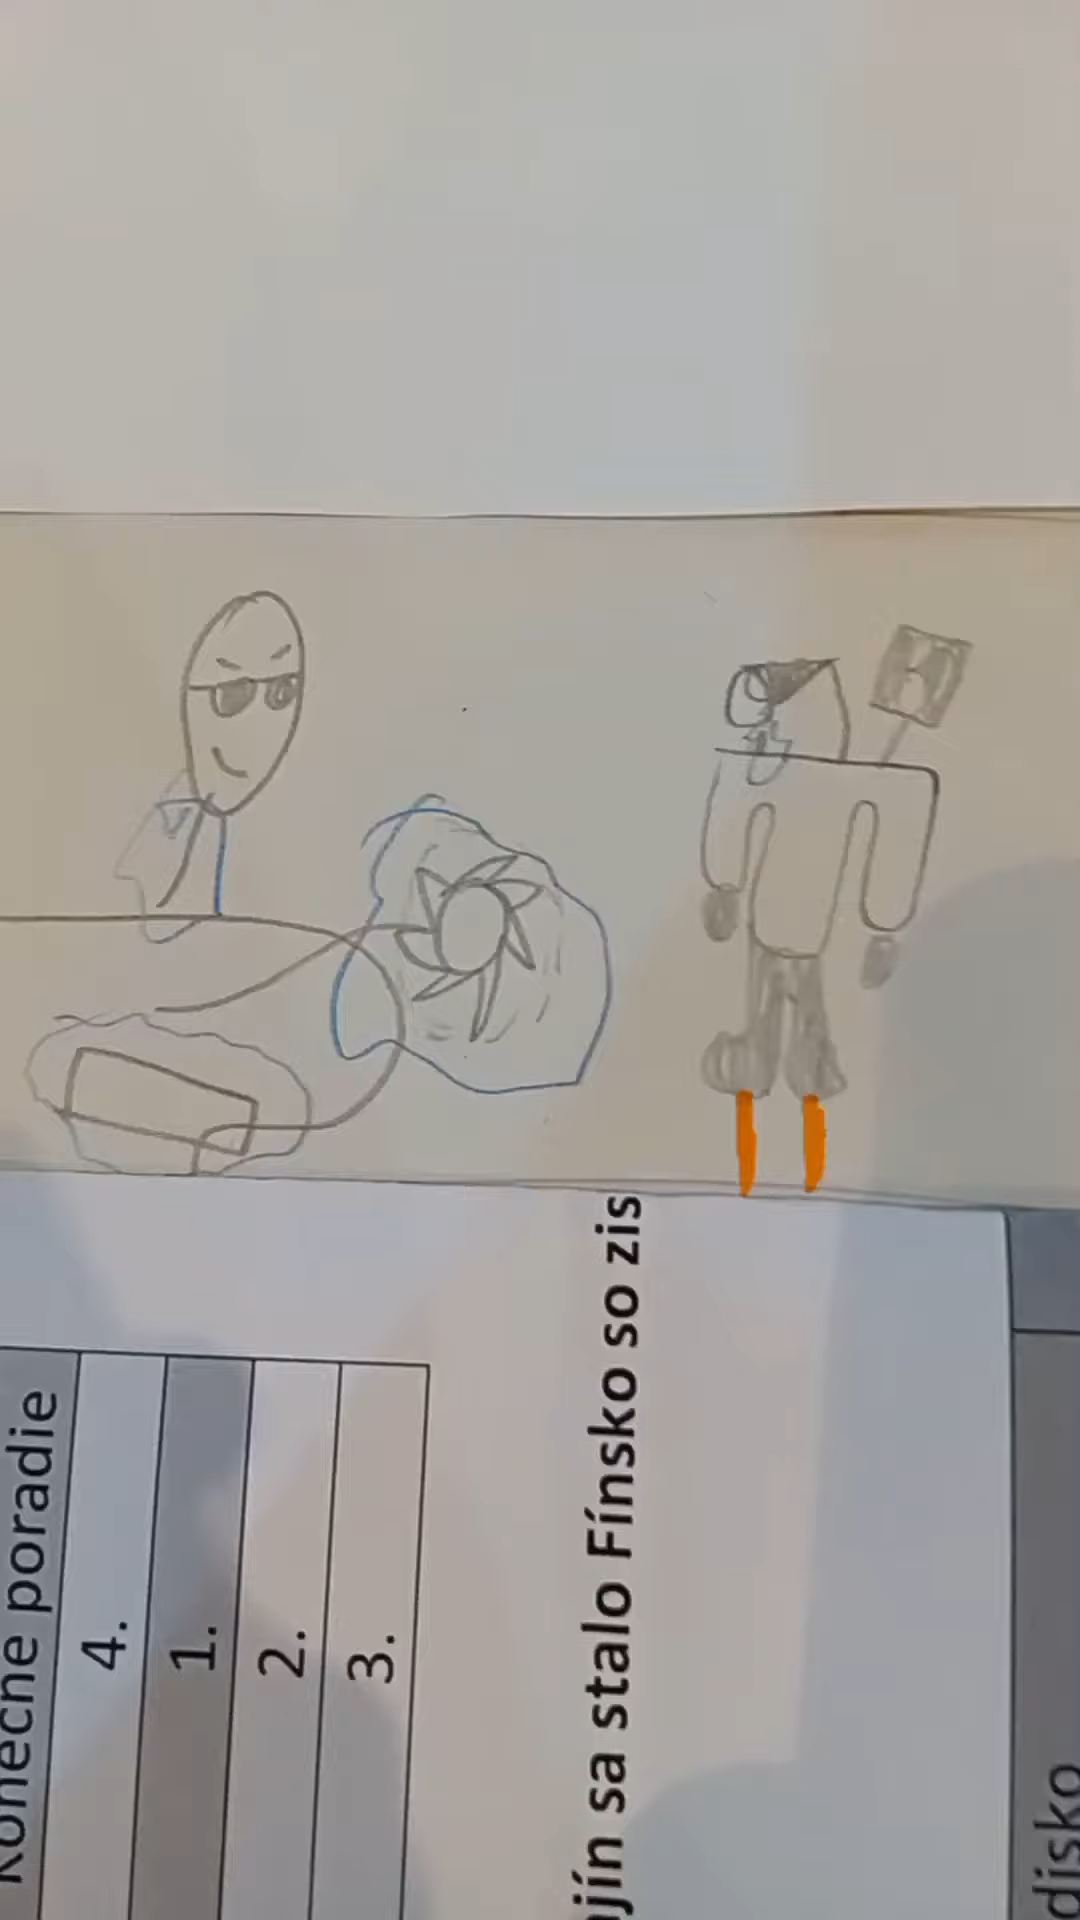 Konečné poradie
4.
1.
2.
3.
jín sa stalo Fínsko so zis
disko